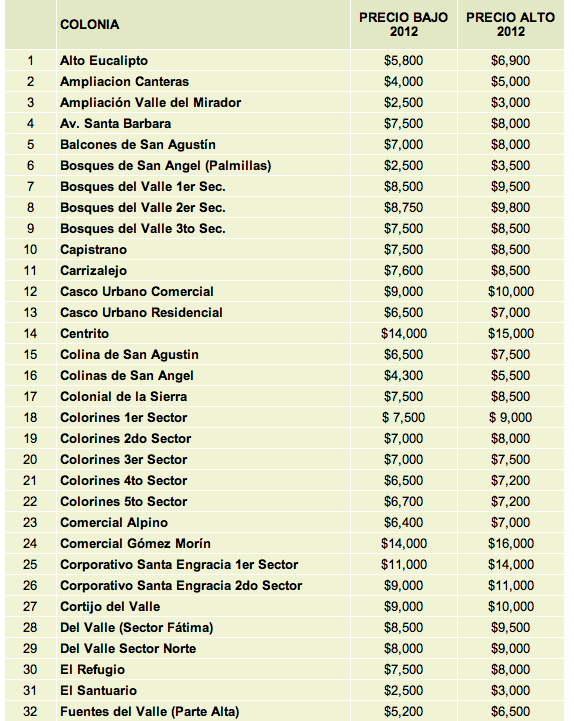 COLONIA PRECIO BAJO 2012 PRECIO ALTO 2012
1 Alto Eucalipto $5,800 $6,900
2 Ampliacion Canteras $4,000 $5,000
3 Ampliación Valle del Mirador $2,500 $3,000
4 Av. Santa Barbara $7,500 $8,000
5 Balcones de San Agustín $7,000 $8,000
6 Bosques de San Angel (Palmillas) $2,500 $3,500
7 Bosques del Valle 1er Sec. $8,500 $9,500
8 Bosques del Valle 2er Sec. $8,750 $9,800
9 Bosques del Valle 3to Sec. $7,500 $8,500
10 Capistrano $7,500 $8,500
11 Carrizalejo $7,600 $8,500
12 Casco Urbano Comercial $9,000 $10,000
13 Casco Urbano Residencial $6,500 $7,000
14 Centrito $14,000 $15,000
15 Colina de San Agustin $6,500 $7,500
16 Colinas de San Angel $4,300 $5,500
17 Colonial de la Sierra $7,500 $8,500
18 Colorines 1er Sector $ 7,500 $ 9,000
19 Colorines 2do Sector $7,000 $8,000
20 Colorines 3er Sector $7,000 $7,500
21 Colorines 4to Sector $6,500 $7,200
22 Colorines 5to Sector $6,700 $7,200
23 Comercial Alpino $6,400 $7,000
24 Comercial Gómez Morín $14,000 $16,000
25 Corporativo Santa Engracia 1er Sector $11,000 $14,000
26 Corporativo Santa Engracia 2do Sector $9,000 $11,000
27 Cortijo del Valle $9,000 $10,000
28 Del Valle (Sector Fátima) $8,500 $9,500
29 Del Valle Sector Norte $8,000 $9,000
30 El Refugio $7,500 $8,000
31 El Santuario $2,500 $3,000
32 Fuentes del Valle (Parte Alta) $5,200 $6,500